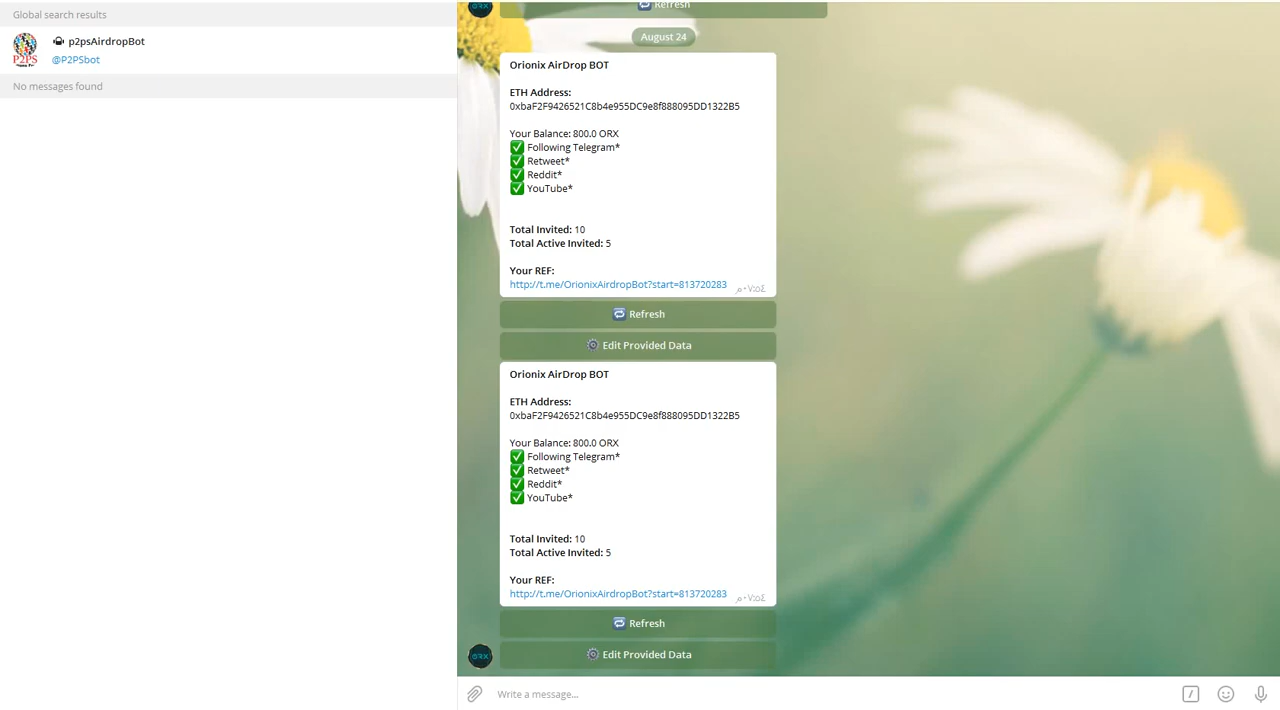 Global search results
p2psAirdropBot
@P2PSbot
No messages found
P2PS
ORX
Refresh
August 24
Orionix AirDrop BOT
ETH Address:
0xbaF2F9426521C8b4e955DC9e8f888095DD1322B5
Your Balance: 800.0 ORX
✅ Following Telegram*
✅ Retweet*
✅ Reddit*
✅ YouTube*
Total Invited: 10
Total Active Invited: 5
Your REF:
http://t.me/OrionixAirdropBot?start=813720283
Refresh
Edit Provided Data
Orionix AirDrop BOT
ETH Address:
0xbaF2F9426521C8b4e955DC9e8f888095DD1322B5
Your Balance: 800.0 ORX
✅ Following Telegram*
✅ Retweet*
✅ Reddit*
✅ YouTube*
Total Invited: 10
Total Active Invited: 5
Your REF:
http://t.me/OrionixAirdropBot?start=813720283
Refresh
Edit Provided Data
ORX
Write a message...